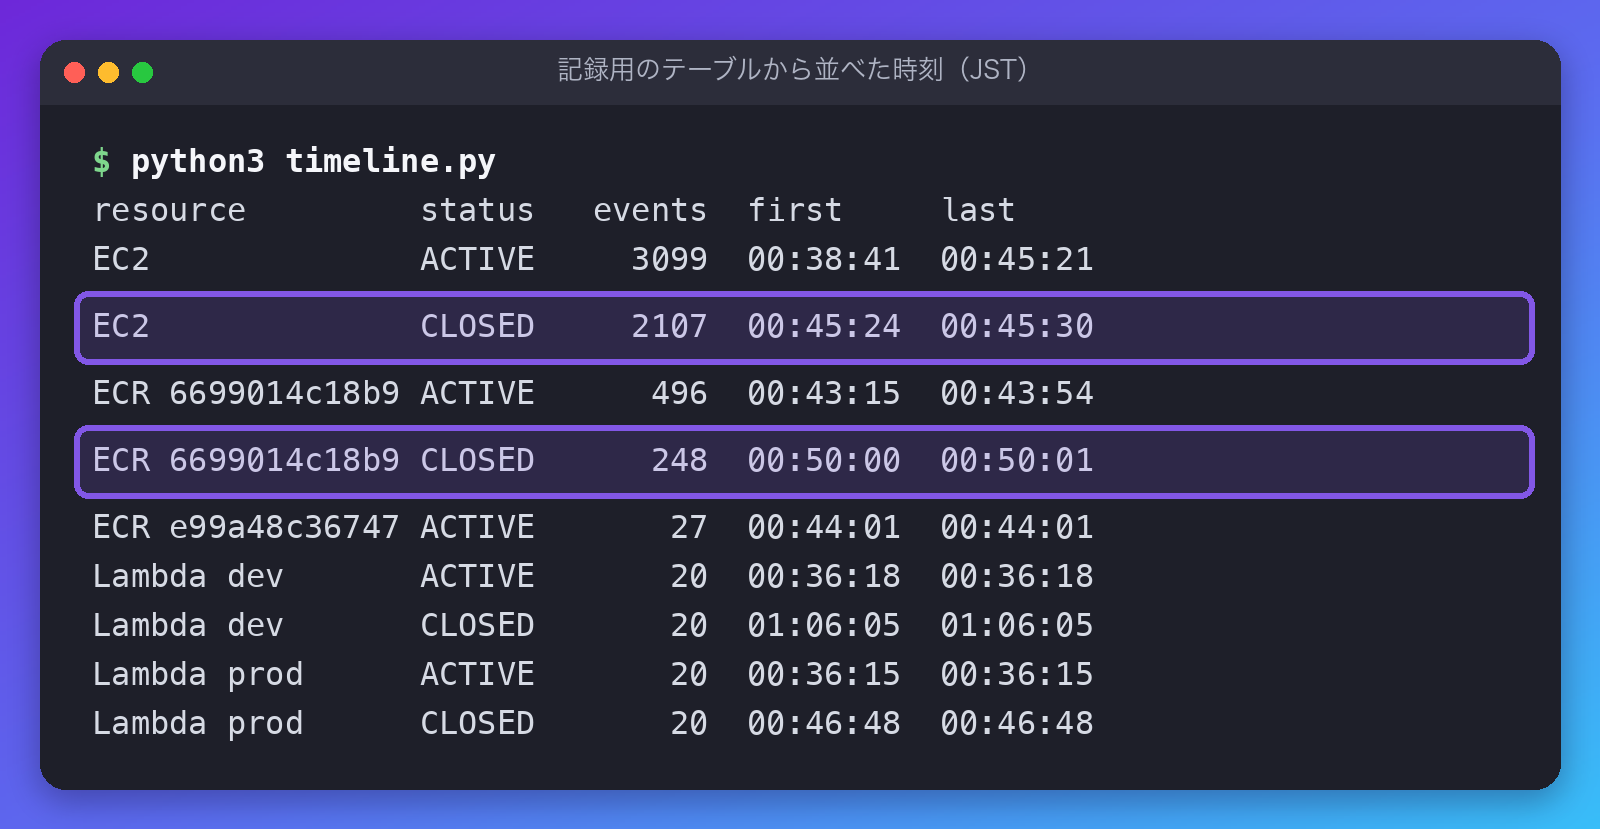 記録用のテーブルから並べた時刻（JST）
$ python3 timeline.py
resource status events first last
EC2 ACTIVE 3099 00:38:41 00:45:21
EC2 CLOSED 2107 00:45:24 00:45:30
ECR 6699014c18b9 ACTIVE 496 00:43:15 00:43:54
ECR 6699014c18b9 CLOSED 248 00:50:00 00:50:01
ECR e99a48c36747 ACTIVE 27 00:44:01 00:44:01
Lambda dev ACTIVE 20 00:36:18 00:36:18
Lambda dev CLOSED 20 01:06:05 01:06:05
Lambda prod ACTIVE 20 00:36:15 00:36:15
Lambda prod CLOSED 20 00:46:48 00:46:48